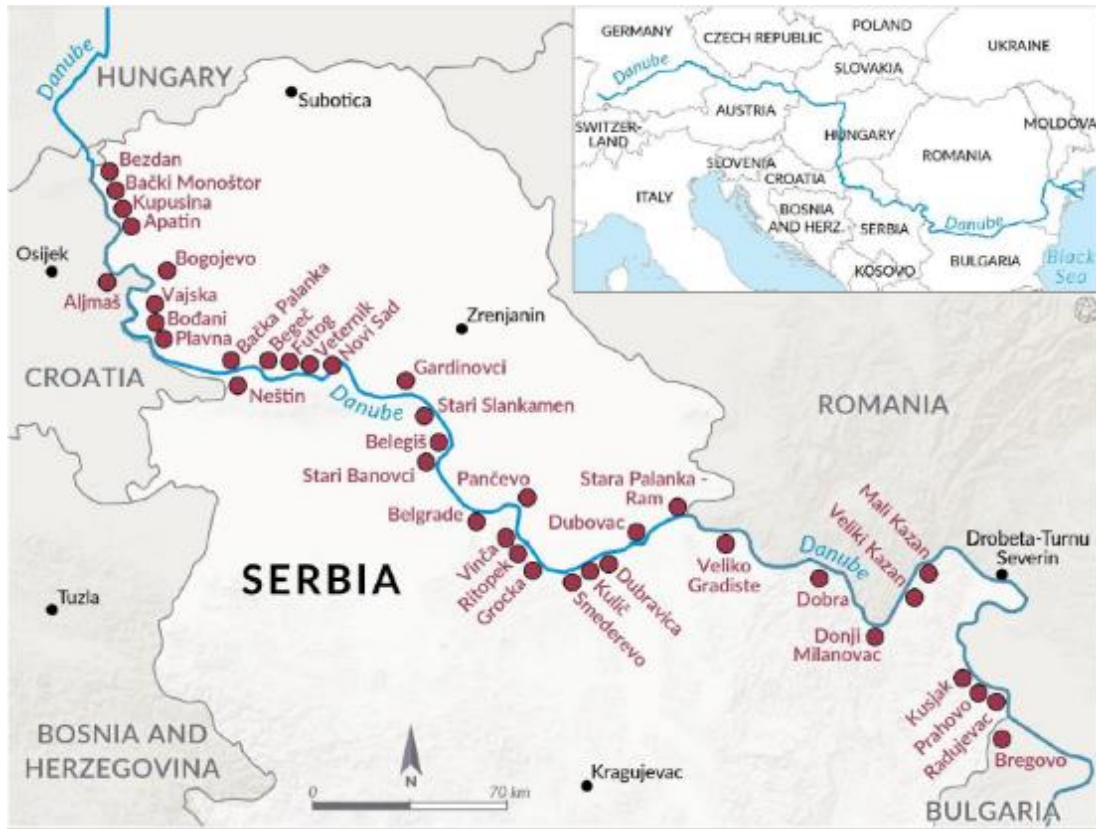 Danube
HUNGARY
Subotica
Bezdan
Bački Monoštor
Kupusina
Apatin
Osijek
Bogojevo
Aljmaš
Vajska
Bođani
Plavna
Bačka Palanka
Begeč
Futog
Veternik
Novi Sad
Zrenjanin
CROATIA
Neštin
Danube
Gardinovci
Stari Slankamen
Belegiš
Stari Banovci
Pančevo
Belgrade
Vinča
Ritopek
Grocka
Stara Palanka -
Ram
Dubovac
Dubravica
Kulič
Smederevo
ROMANIA
Veliko
Gradiste
Danube
Dobra
Donji
Milanovac
Mali Kazan
Veliki Kazan
Drobeta-Turnu
Severin
SERBIA
Tuzla
Kusjak
Prahovo
Radujevac
Bregovo
BOSNIA AND
HERZEGOVINA
N
0
70 km
Kragujevac
BULGARIA
GERMANY
POLAND
CZECH REPUBLIC
UKRAINE
Danube
SLOVAKIA
AUSTRIA
MOLDOVA
SWITZER-
LAND
HUNGARY
ROMANIA
SLOVENIA
CROATIA
ITALY
BOSNIA
AND HERZ.
SERBIA
Danube
KOSOVO
BULGARIA
Black
Sea